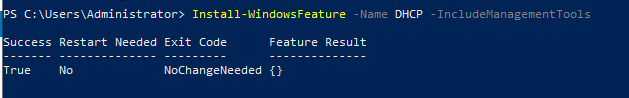 PS C:\Users\Administrator> Install-WindowsFeature -Name DHCP -IncludeManagementTools
Success Restart Needed Exit Code      Feature Result
------- -------------- ---------      --------------
True    No             NoChangeNeeded {}